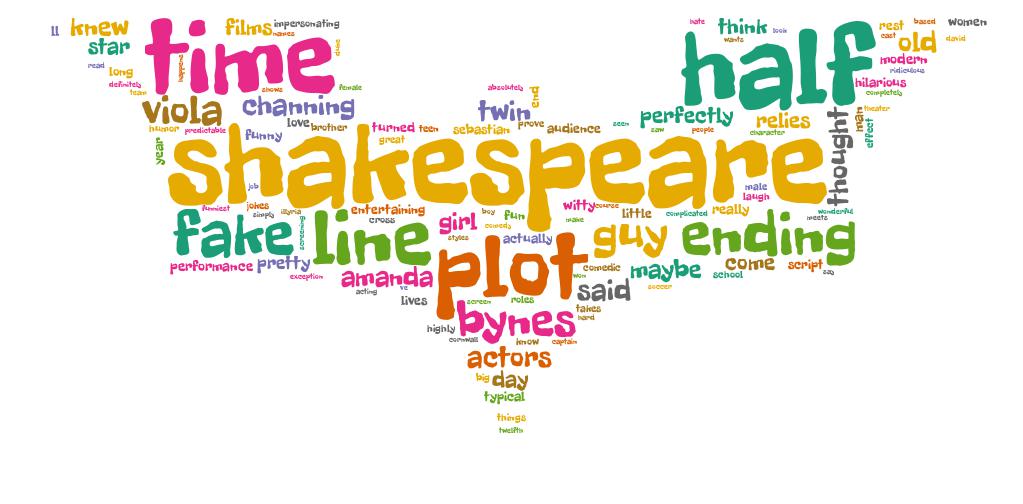 ll knew films impersonating names hate think look rest based women
star time dune wants half cast old david
read long happens modern ridiculous
definitely team shows female absolutely end hilarious completely
viola channing twin perfectly relies man theater
humor predictable love brother turned teen sebastian prove audience seen saw people character thought effect
year funny great
shakespeare
job male laugh
funniest jokes simply illyria entertaining cross girl boy fun witty course little complicated really wonderful meets
fake screening line styles comedy actually make guy ending
performance pretty exception amanda plot comedic won maybe school come script say
acting ve lives screen roles said soccer
highly bynes takes hard
cornwall know captain
actors
big day
typical
things
twelfth